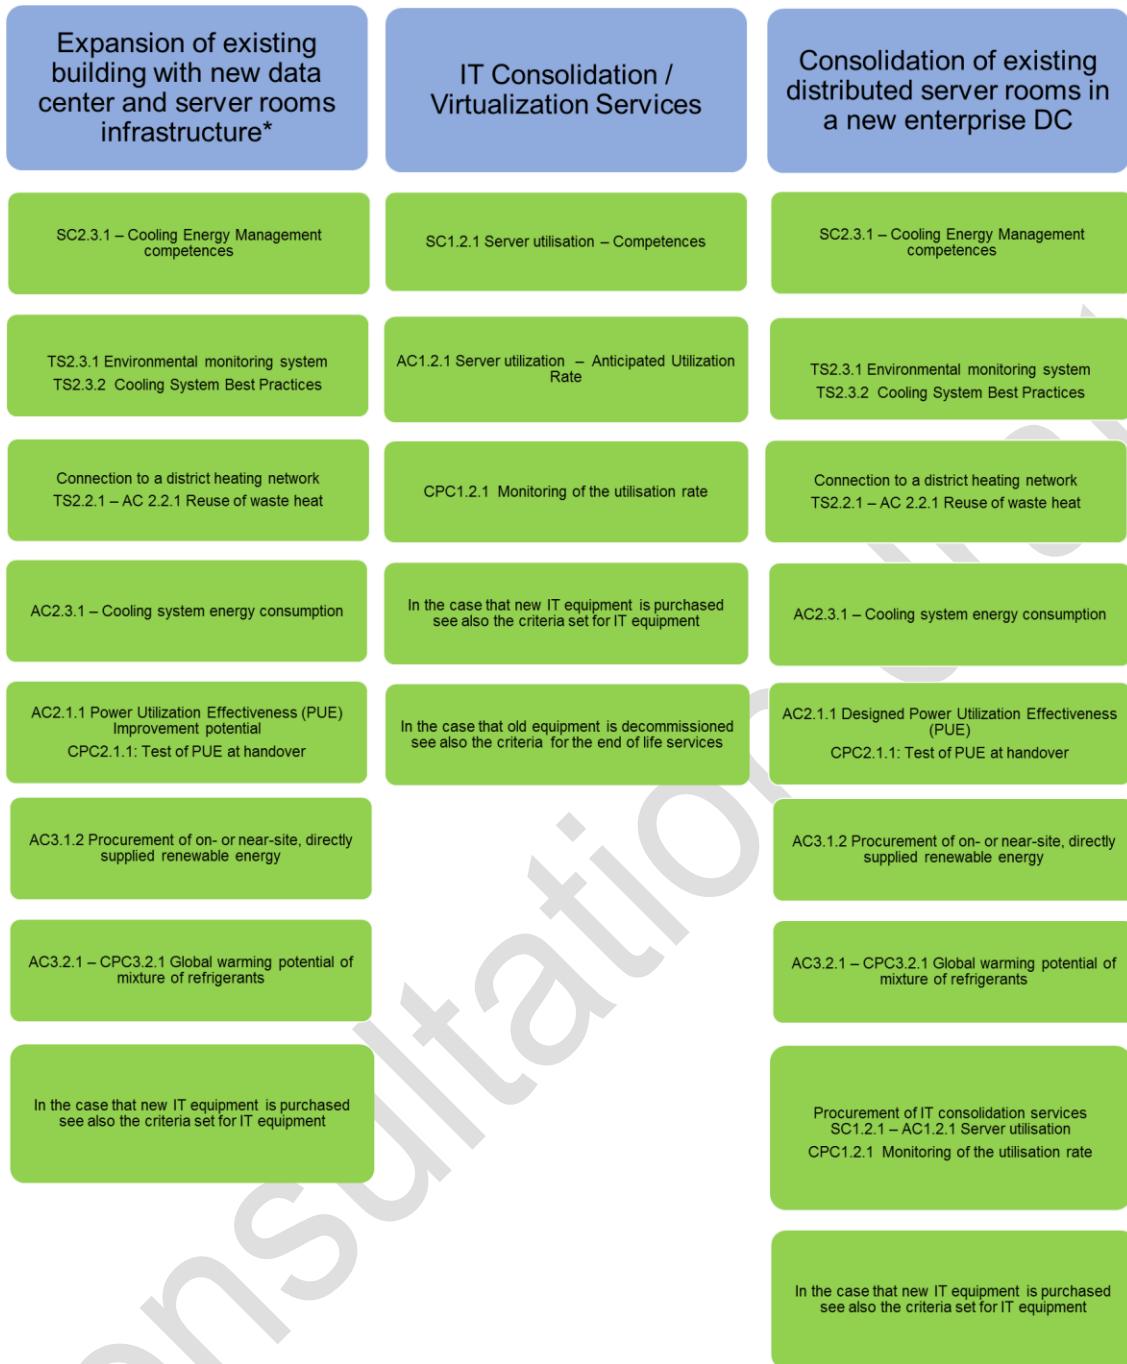 Expansion of existing
building with new data
center and server rooms
infrastructure*
SC2.3.1 – Cooling Energy Management
competences
TS2.3.1 Environmental monitoring system
TS2.3.2 Cooling System Best Practices
Connection to a district heating network
TS2.2.1 – AC 2.2.1 Reuse of waste heat
AC2.3.1 – Cooling system energy consumption
AC2.1.1 Power Utilization Effectiveness (PUE)
Improvement potential
CPC2.1.1: Test of PUE at handover
AC3.1.2 Procurement of on- or near-site, directly
supplied renewable energy
AC3.2.1 – CPC3.2.1 Global warming potential of
mixture of refrigerants
In the case that new IT equipment is purchased
see also the criteria set for IT equipment
IT Consolidation /
Virtualization Services
SC1.2.1 Server utilisation – Competences
AC1.2.1 Server utilization – Anticipated Utilization
Rate
CPC1.2.1 Monitoring of the utilisation rate
In the case that new IT equipment is purchased
see also the criteria set for IT equipment
In the case that old equipment is decommissioned
see also the criteria for the end of life services
Consolidation of existing
distributed server rooms in
a new enterprise DC
SC2.3.1 – Cooling Energy Management
competences
TS2.3.1 Environmental monitoring system
TS2.3.2 Cooling System Best Practices
Connection to a district heating network
TS2.2.1 – AC 2.2.1 Reuse of waste heat
AC2.3.1 – Cooling system energy consumption
AC2.1.1 Designed Power Utilization Effectiveness
(PUE)
CPC2.1.1: Test of PUE at handover
AC3.1.2 Procurement of on- or near-site, directly
supplied renewable energy
AC3.2.1 – CPC3.2.1 Global warming potential of
mixture of refrigerants
Procurement of IT consolidation services
SC1.2.1 – AC1.2.1 Server utilisation
CPC1.2.1 Monitoring of the utilisation rate
In the case that new IT equipment is purchased
see also the criteria set for IT equipment